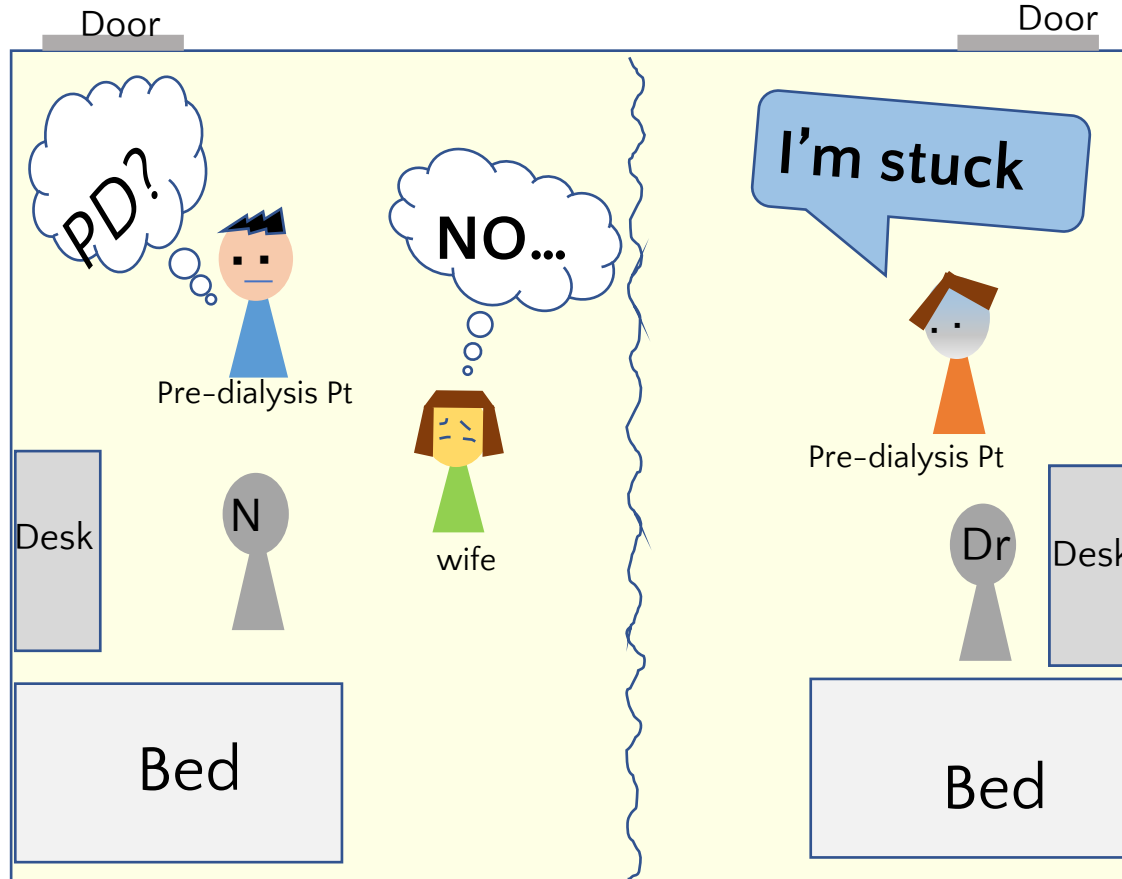 Door
Door
PD?
NO...
I'm stuck
Pre-dialysis Pt
wife
Pre-dialysis Pt
N
Desk
Dr
Desk
Bed
Bed